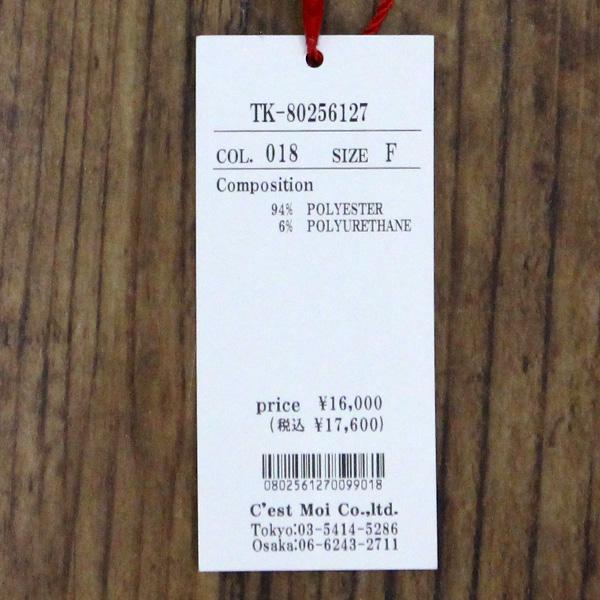 TK-80256127
COL. 018 SIZE F
Composition
94% POLYESTER
6% POLYURETHANE
price ¥16,000
(税込 ¥17,600)
0802561270099018
C'est Moi Co.,ltd.
Tokyo:03-5414-5286
Osaka:06-6243-2711